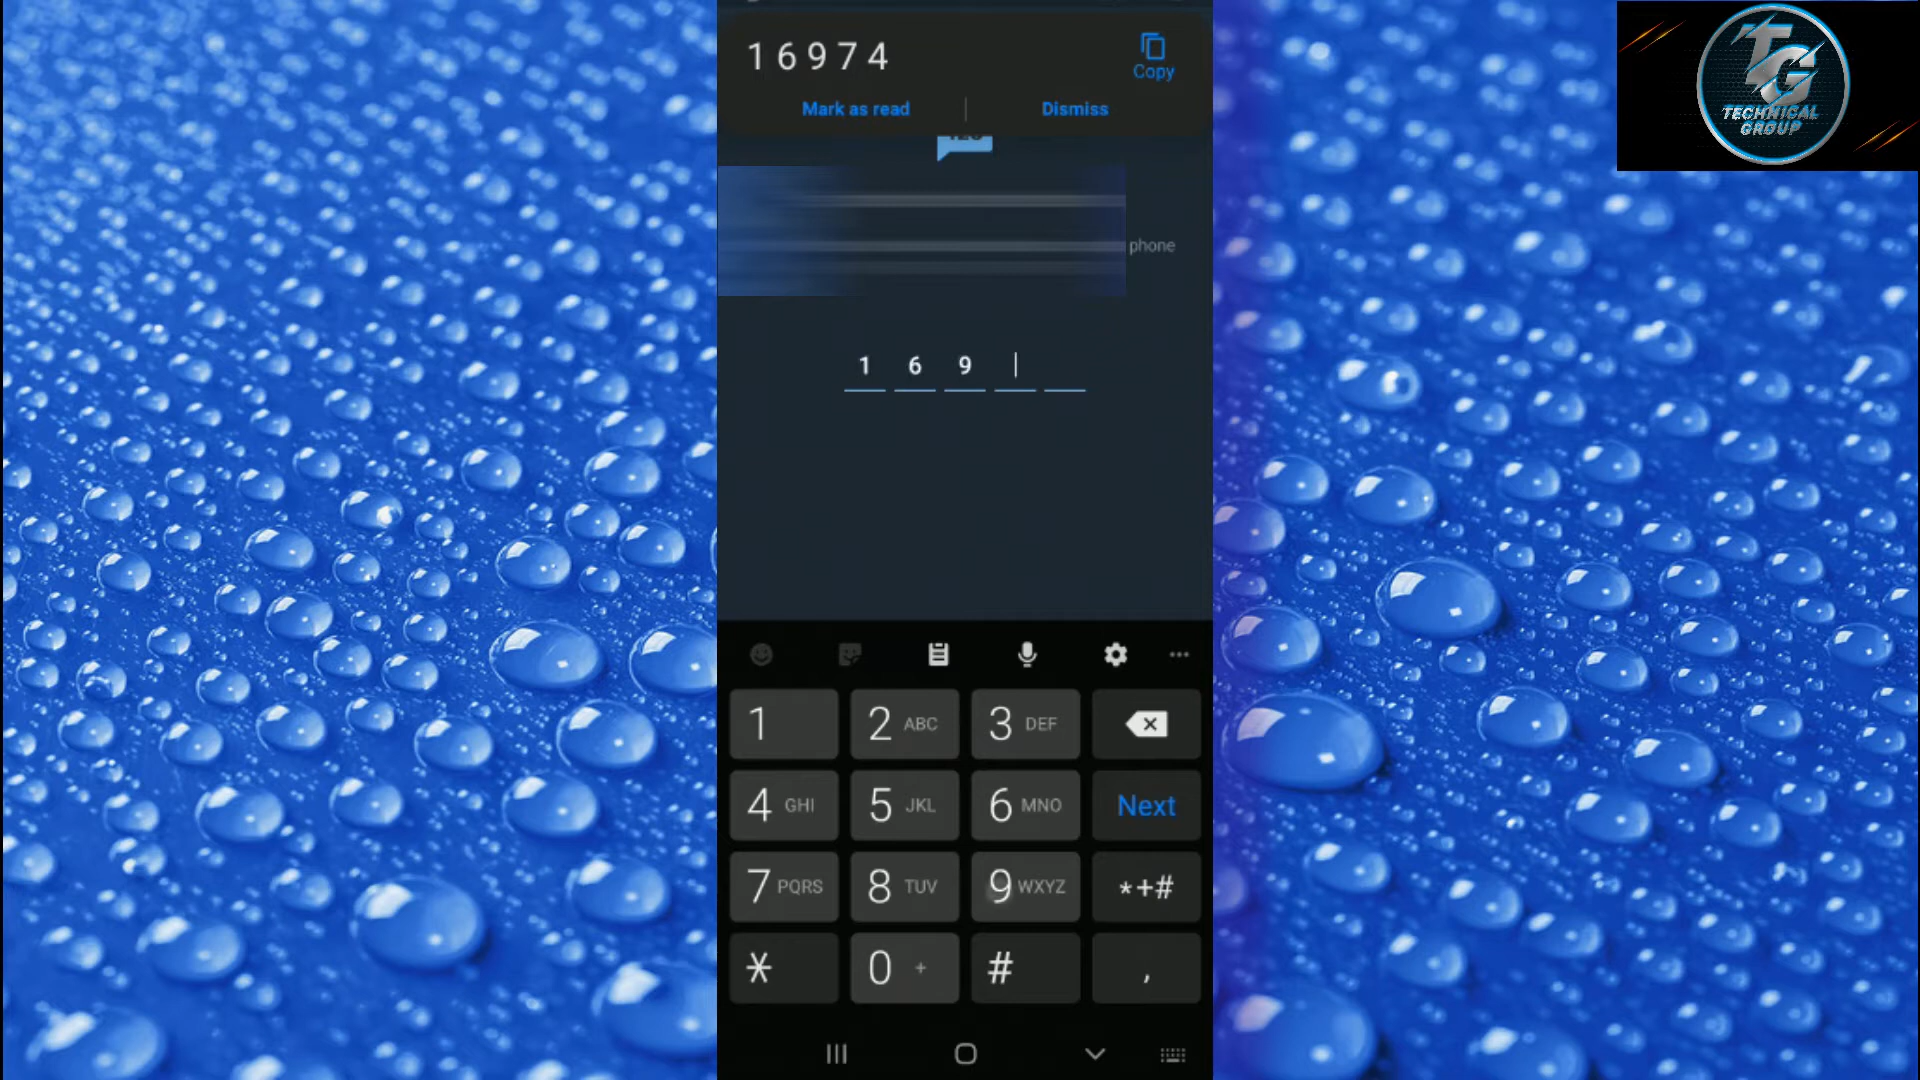 16974
Copy
Mark as read
Dismiss
phone
1 6 9
1
2 ABC
3 DEF
4 GHI
5 JKL
6 MNO
Next
7 PQRS
8 TUV
9 WXYZ
*+#
*
0 +
#
,
TG
TECHNICAL
GROUP